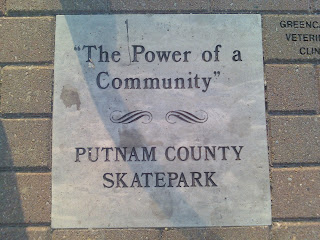 "The Power of a
Community"
PUTNAM COUNTY
SKATEPARK